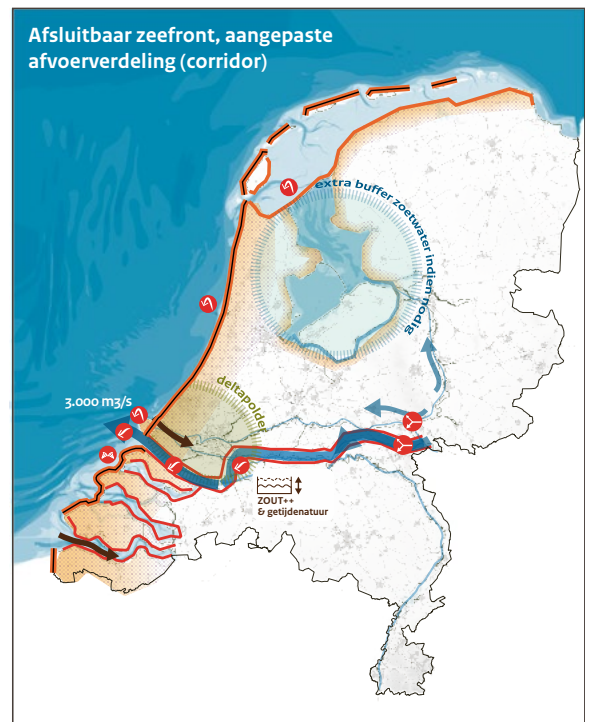 Afsluitbaar zeefront, aangepaste
afvoerverdeling (corridor)
extra buffer zoetwater indien nodig
3.000 m3/s
deltapolder
ZOUT++
& getijdenatuur